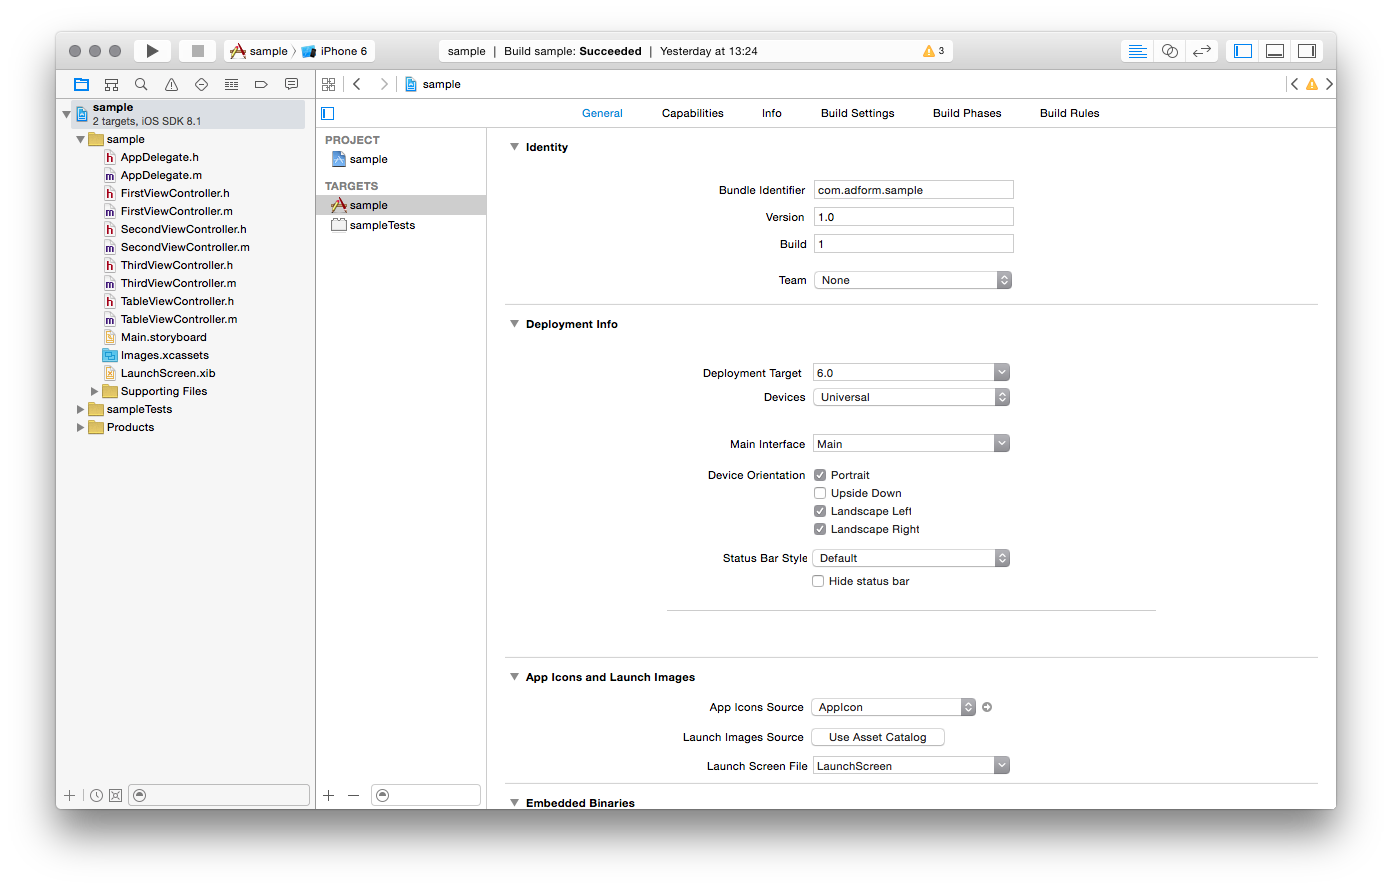 sample iPhone 6
sample | Build sample: Succeeded | Yesterday at 13:24
3
sample
sample
2 targets, iOS SDK 8.1
sample
h AppDelegate.h
m AppDelegate.m
h FirstViewController.h
m FirstViewController.m
h SecondViewController.h
m SecondViewController.m
h ThirdViewController.h
m ThirdViewController.m
h TableViewController.h
m TableViewController.m
Main.storyboard
Images.xcassets
LaunchScreen.xib
Supporting Files
sampleTests
Products
PROJECT
sample
TARGETS
sample
sampleTests
General Capabilities Info Build Settings Build Phases Build Rules
Identity
Bundle Identifier com.adform.sample
Version 1.0
Build 1
Team None
Deployment Info
Deployment Target 6.0
Devices Universal
Main Interface Main
Device Orientation Portrait
Upside Down
Landscape Left
Landscape Right
Status Bar Style Default
Hide status bar
App Icons and Launch Images
App Icons Source AppIcon
Launch Images Source Use Asset Catalog
Launch Screen File LaunchScreen
Embedded Binaries